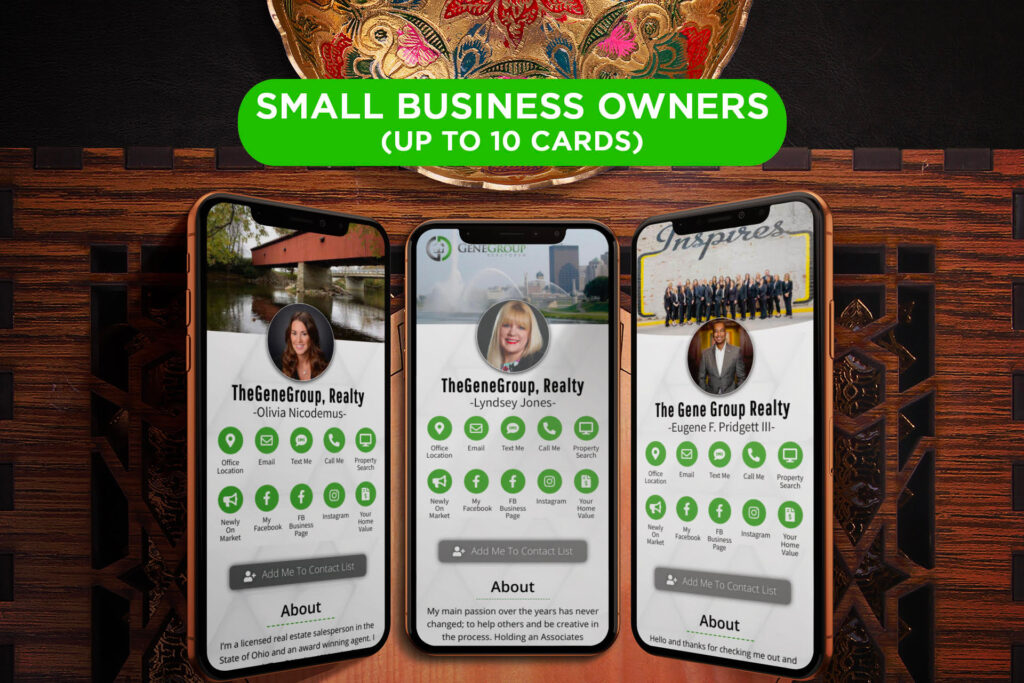 SMALL BUSINESS OWNERS
(UP TO 10 CARDS)
TheGeneGroup, Realty
-Olivia Nicodemus-
Office Location
Email
Text Me
Call Me
Property Search
Newly On Market
My Facebook
FB Business Page
Instagram
Your Home Value
Add Me To Contact List
About
I'm a licensed real estate salesperson in the
State of Ohio and an award winning agent. I
GENEGROUP
REALTORS
TheGeneGroup, Realty
-Lyndsey Jones-
Office Location
Email
Text Me
Call Me
Property Search
Newly On Market
My Facebook
FB Business Page
Instagram
Your Home Value
Add Me To Contact List
About
My main passion over the years has never
changed; to help others and be creative in
the process. Holding an Associates
Inspires
The Gene Group Realty
-Eugene F. Pridgett III-
Office Location
Email
Text Me
Call Me
Property Search
Newly On Market
My Facebook
FB Business Page
Instagram
Your Home Value
Add Me To Contact List
About
Hello and thanks for checking me out and